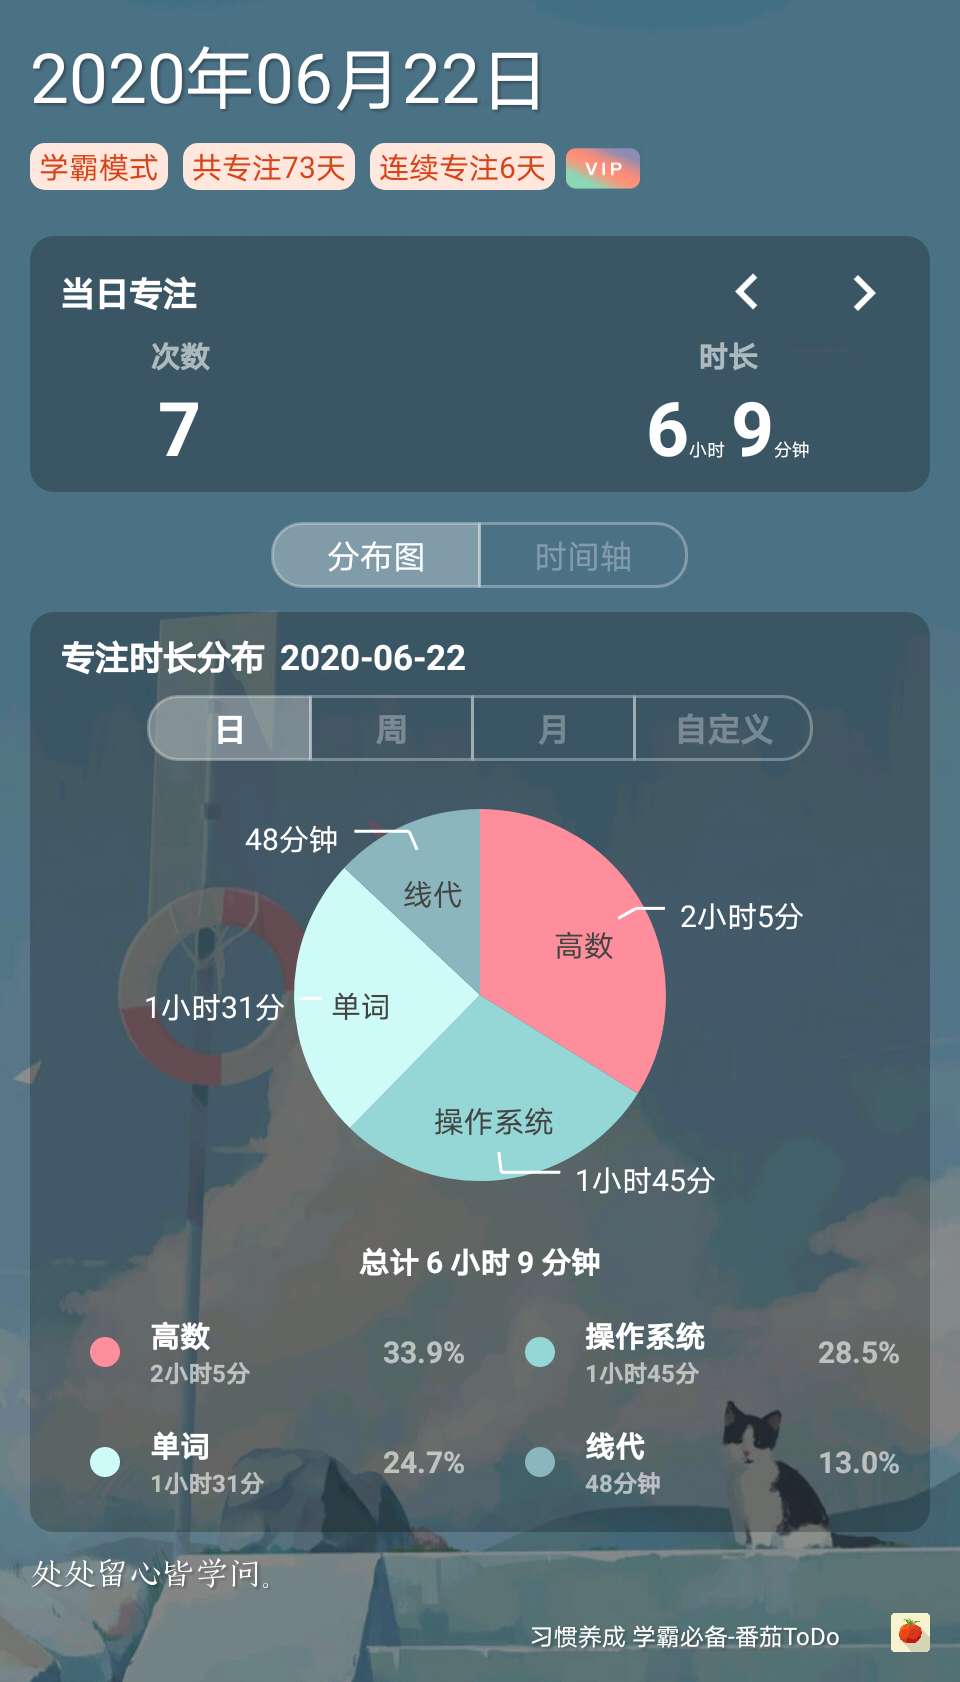 2020年06月22日
学霸模式 共专注73天 连续专注6天 VIP
当日专注
次数 时长
7 6小时9分钟
分布图 时间轴
专注时长分布 2020-06-22
日 周 月 自定义
48分钟
线代
2小时5分
高数
1小时31分 单词
操作系统
1小时45分
总计 6 小时 9 分钟
高数 33.9% 操作系统 28.5%
2小时5分 1小时45分
单词 24.7% 线代 13.0%
1小时31分 48分钟
处处留心皆学问。
习惯养成 学霸必备-番茄ToDo